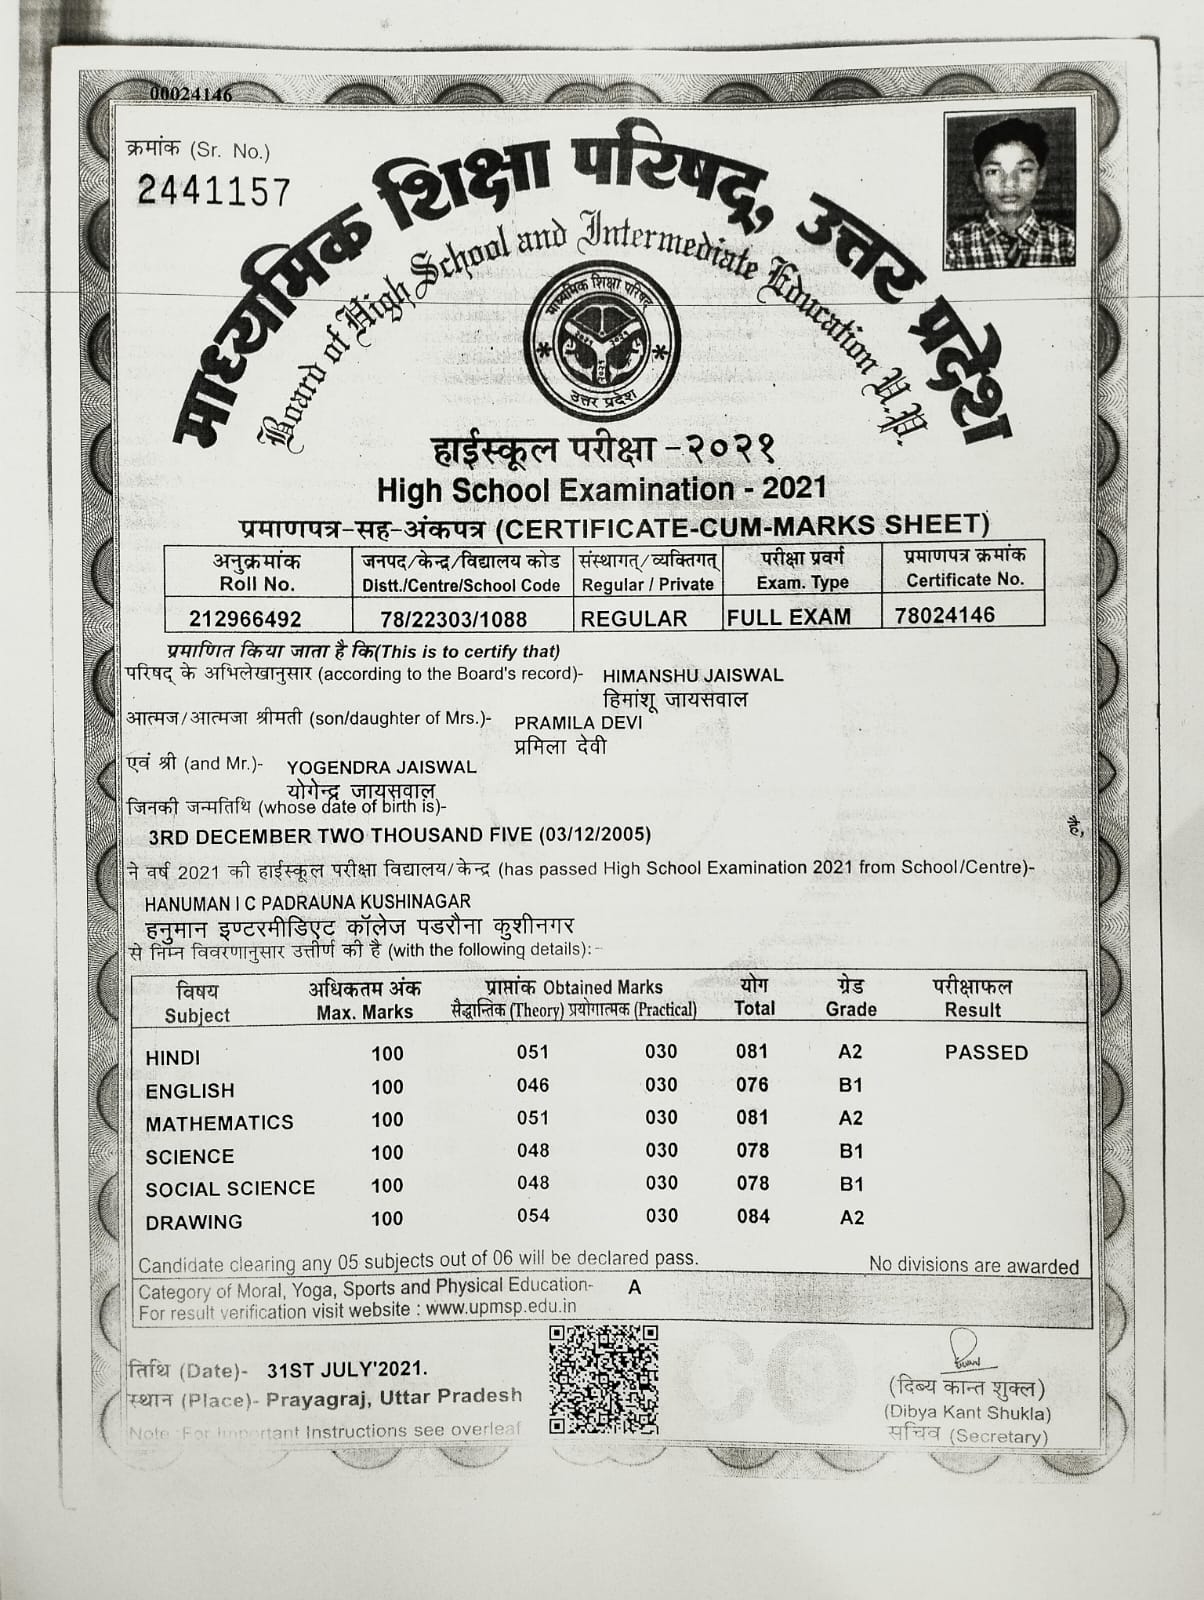 00024146
क्रमांक (Sr. No.)
2441157
माध्यमिक शिक्षा परिषद्, उत्तर प्रदेश
Board of High School and Intermediate Education U.P.
माध्यमिक शिक्षा परिषद्
उत्तर प्रदेश
हाईस्कूल परीक्षा -२०२१
High School Examination - 2021
प्रमाणपत्र-सह-अंकपत्र (CERTIFICATE-CUM-MARKS SHEET)
अनुक्रमांक जनपद/केन्द्र/विद्यालय कोड संस्थागत/व्यक्तिगत् परीक्षा प्रवर्ग प्रमाणपत्र क्रमांक
Roll No. Distt./Centre/School Code Regular / Private Exam. Type Certificate No.
212966492 78/22303/1088 REGULAR FULL EXAM 78024146
प्रमाणित किया जाता है कि(This is to certify that)
परिषद् के अभिलेखानुसार (according to the Board's record)- HIMANSHU JAISWAL
हिमांशू जायसवाल
आत्मज/आत्मजा श्रीमती (son/daughter of Mrs.)- PRAMILA DEVI
प्रमिला देवी
एवं श्री (and Mr.)- YOGENDRA JAISWAL
योगेन्द्र जायसवाल
जिनकी जन्मतिथि (whose date of birth is)-
3RD DECEMBER TWO THOUSAND FIVE (03/12/2005) है,
ने वर्ष 2021 की हाईस्कूल परीक्षा विद्यालय/केन्द्र (has passed High School Examination 2021 from School/Centre)-
HANUMAN I C PADRAUNA KUSHINAGAR
हनुमान इण्टरमीडिएट कॉलेज पडरौना कुशीनगर
से निम्न विवरणानुसार उत्तीर्ण की है (with the following details):-
विषय अधिकतम अंक प्राप्तांक Obtained Marks योग ग्रेड परीक्षाफल
Subject Max. Marks सैद्धान्तिक (Theory) प्रयोगात्मक (Practical) Total Grade Result
HINDI 100 051 030 081 A2 PASSED
ENGLISH 100 046 030 076 B1
MATHEMATICS 100 051 030 081 A2
SCIENCE 100 048 030 078 B1
SOCIAL SCIENCE 100 048 030 078 B1
DRAWING 100 054 030 084 A2
Candidate clearing any 05 subjects out of 06 will be declared pass. No divisions are awarded
Category of Moral, Yoga, Sports and Physical Education- A
For result verification visit website : www.upmsp.edu.in
तिथि (Date)- 31ST JULY'2021.
स्थान (Place)- Prayagraj, Uttar Pradesh
Note :For Important Instructions see overleaf
(दिब्य कान्त शुक्ल)
(Dibya Kant Shukla)
सचिव (Secretary)